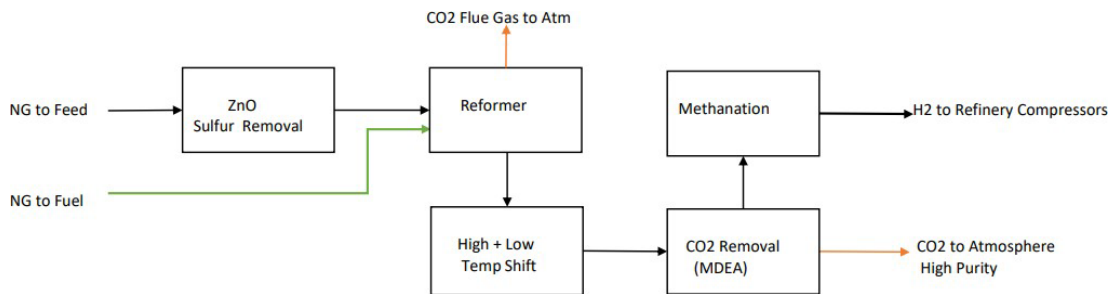 CO2 Flue Gas to Atm
NG to Feed
ZnO
Sulfur Removal
Reformer
Methanation
H2 to Refinery Compressors
NG to Fuel
High + Low
Temp Shift
CO2 Removal
(MDEA)
CO2 to Atmosphere
High Purity